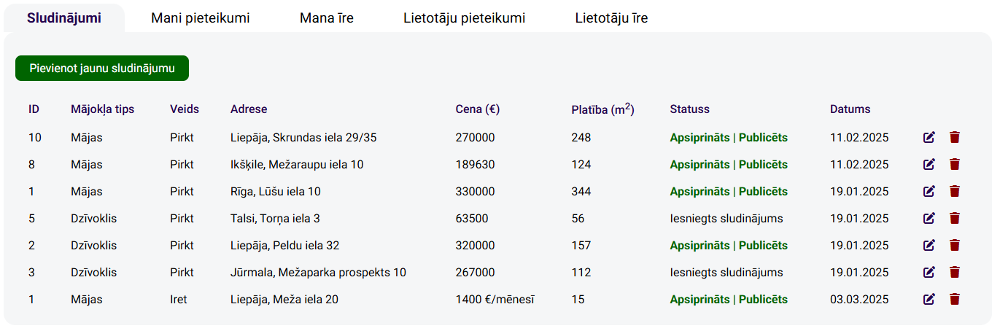 Sludinājumi Mani pieteikumi Mana īre Lietotāju pieteikumi Lietotāju īre
Pievienot jaunu sludinājumu
ID Mājokļa tips Veids Adrese Cena (€) Platība (m²) Statuss Datums
10 Mājas Pirkt Liepāja, Skrundas iela 29/35 270000 248 Apsiprināts | Publicēts 11.02.2025
8 Mājas Pirkt Ikšķile, Mežaraupu iela 10 189630 124 Apsiprināts | Publicēts 11.02.2025
1 Mājas Pirkt Rīga, Lūšu iela 10 330000 344 Apsiprināts | Publicēts 19.01.2025
5 Dzīvoklis Pirkt Talsi, Torņa iela 3 63500 56 Iesniegts sludinājums 19.01.2025
2 Dzīvoklis Pirkt Liepāja, Peldu iela 32 320000 157 Apsiprināts | Publicēts 19.01.2025
3 Dzīvoklis Pirkt Jūrmala, Mežaparka prospekts 10 267000 112 Iesniegts sludinājums 19.01.2025
1 Mājas Iret Liepāja, Meža iela 20 1400 €/mēnesī 15 Apsiprināts | Publicēts 03.03.2025